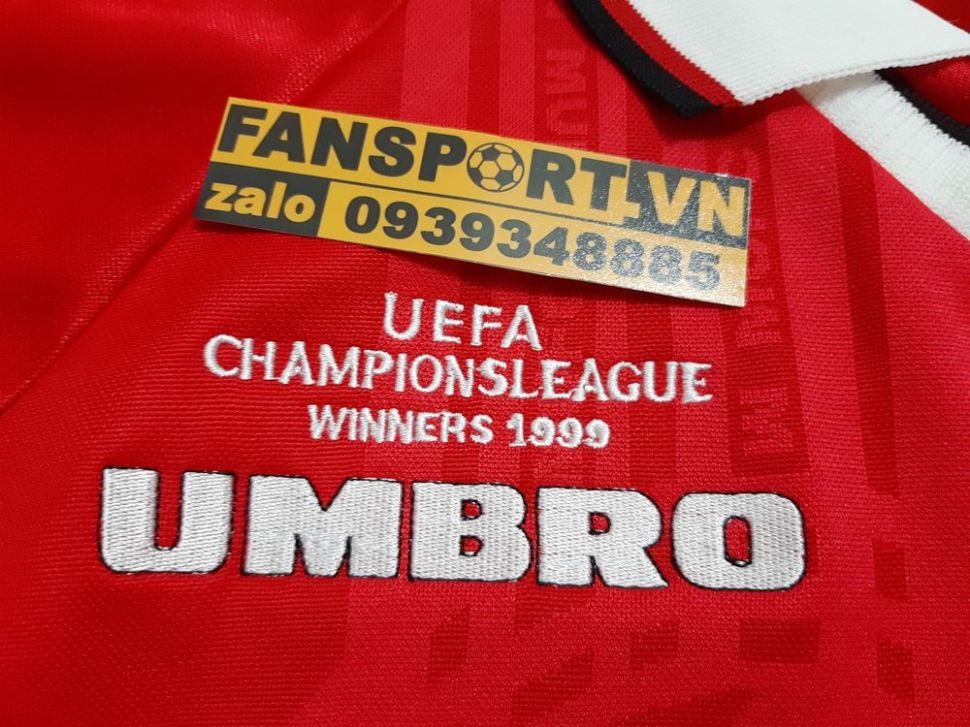 FANSPORT.VN
zalo 0939348885
UEFA
CHAMPIONSLEAGUE
WINNERS 1999
UMBRO